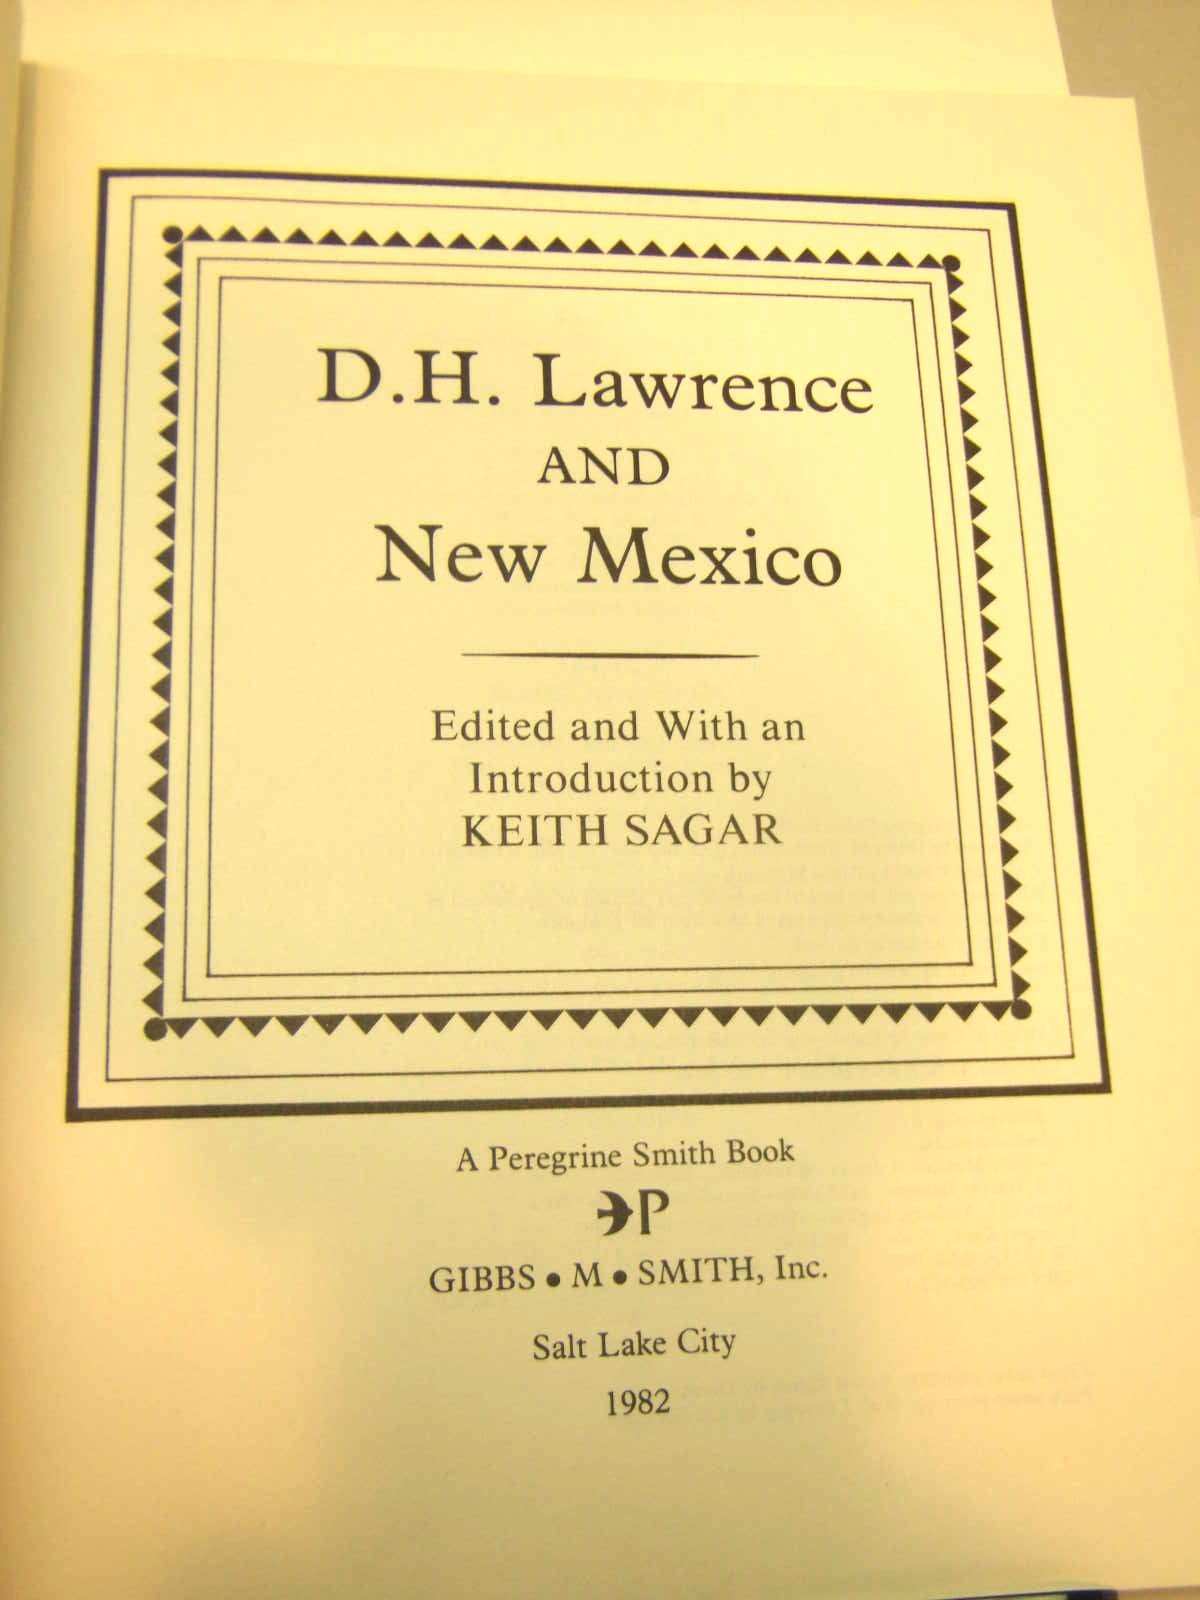 D.H. Lawrence
AND
New Mexico
Edited and With an
Introduction by
KEITH SAGAR
A Peregrine Smith Book
P
GIBBS • M • SMITH, Inc.
Salt Lake City
1982